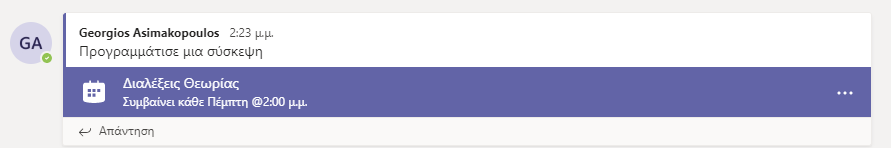 GA
Georgios Asimakopoulos 2:23 μ.μ.
Προγραμμάτισε μια σύσκεψη
Διαλέξεις Θεωρίας
Συμβαίνει κάθε Πέμπτη @2:00 μ.μ.
Απάντηση